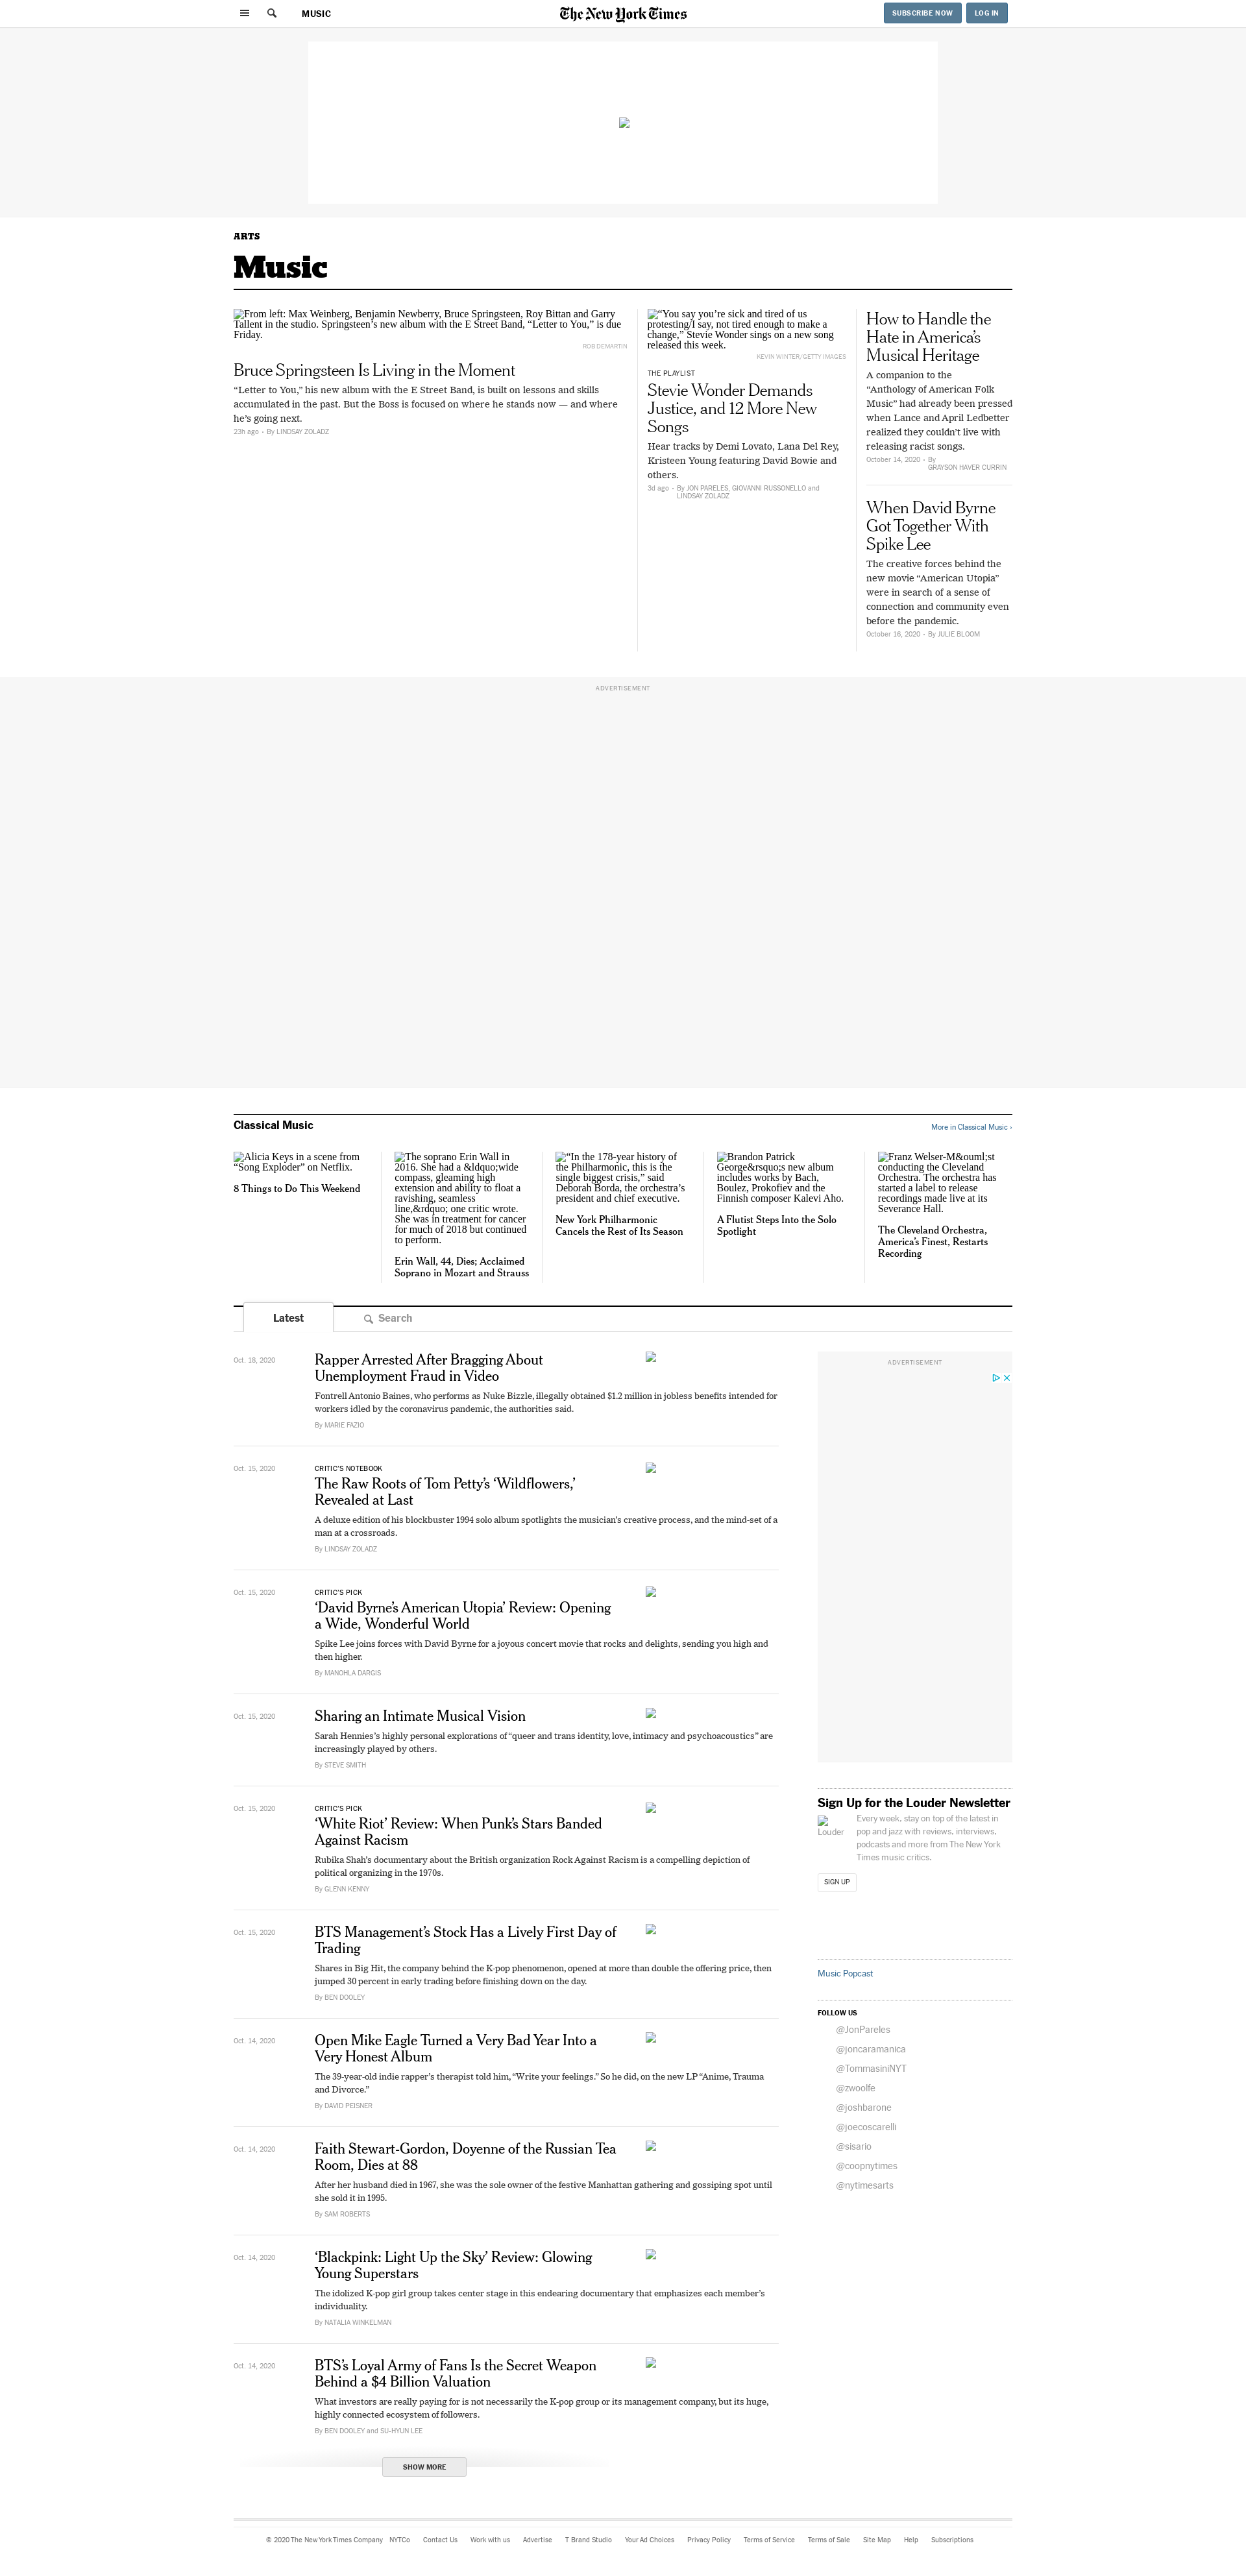 MUSIC
The New York Times
SUBSCRIBE NOW
LOG IN
ARTS
Music
From left: Max Weinberg, Benjamin Newberry, Bruce Springsteen, Roy Bittan and Garry
Tallent in the studio. Springsteen’s new album with the E Street Band, “Letter to You,” is due
Friday.
ROB DEMARTIN
Bruce Springsteen Is Living in the Moment
“Letter to You,” his new album with the E Street Band, is built on lessons and skills
accumulated in the past. But the Boss is focused on where he stands now — and where
he’s going next.
23h ago - By LINDSAY ZOLADZ
“You say you’re sick and tired of us
protesting/I say, not tired enough to make a
change,” Stevie Wonder sings on a new song
released this week.
KEVIN WINTER/GETTY IMAGES
THE PLAYLIST
Stevie Wonder Demands
Justice, and 12 More New
Songs
Hear tracks by Demi Lovato, Lana Del Rey,
Kristeen Young featuring David Bowie and
others.
3d ago - By JON PARELES, GIOVANNI RUSSONELLO and
LINDSAY ZOLADZ
How to Handle the
Hate in America’s
Musical Heritage
A companion to the
“Anthology of American Folk
Music” had already been pressed
when Lance and April Ledbetter
realized they couldn’t live with
releasing racist songs.
October 14, 2020 - By
GRAYSON HAVER CURRIN
When David Byrne
Got Together With
Spike Lee
The creative forces behind the
new movie “American Utopia”
were in search of a sense of
connection and community even
before the pandemic.
October 16, 2020 - By JULIE BLOOM
ADVERTISEMENT
Classical Music
More in Classical Music ›
Alicia Keys in a scene from
“Song Exploder” on Netflix.
8 Things to Do This Weekend
The soprano Erin Wall in
2016. She had a &ldquo;wide
compass, gleaming high
extension and ability to float a
ravishing, seamless
line,&rdquo; one critic wrote.
She was in treatment for cancer
for much of 2018 but continued
to perform.
Erin Wall, 44, Dies; Acclaimed
Soprano in Mozart and Strauss
“In the 178-year history of
the Philharmonic, this is the
single biggest crisis,” said
Deborah Borda, the orchestra’s
president and chief executive.
New York Philharmonic
Cancels the Rest of Its Season
Brandon Patrick
George&rsquo;s new album
includes works by Bach,
Boulez, Prokofiev and the
Finnish composer Kalevi Aho.
A Flutist Steps Into the Solo
Spotlight
Franz Welser-M&ouml;st
conducting the Cleveland
Orchestra. The orchestra has
started a label to release
recordings made live at its
Severance Hall.
The Cleveland Orchestra,
America’s Finest, Restarts
Recording
Latest
Search
Oct. 18, 2020
Rapper Arrested After Bragging About
Unemployment Fraud in Video
Fontrell Antonio Baines, who performs as Nuke Bizzle, illegally obtained $1.2 million in jobless benefits intended for
workers idled by the coronavirus pandemic, the authorities said.
By MARIE FAZIO
Oct. 15, 2020
CRITIC’S NOTEBOOK
The Raw Roots of Tom Petty’s ‘Wildflowers,’
Revealed at Last
A deluxe edition of his blockbuster 1994 solo album spotlights the musician’s creative process, and the mind-set of a
man at a crossroads.
By LINDSAY ZOLADZ
Oct. 15, 2020
CRITIC’S PICK
‘David Byrne’s American Utopia’ Review: Opening
a Wide, Wonderful World
Spike Lee joins forces with David Byrne for a joyous concert movie that rocks and delights, sending you high and
then higher.
By MANOHLA DARGIS
Oct. 15, 2020
Sharing an Intimate Musical Vision
Sarah Hennies’s highly personal explorations of “queer and trans identity, love, intimacy and psychoacoustics” are
increasingly played by others.
By STEVE SMITH
Oct. 15, 2020
CRITIC’S PICK
‘White Riot’ Review: When Punk’s Stars Banded
Against Racism
Rubika Shah’s documentary about the British organization Rock Against Racism is a compelling depiction of
political organizing in the 1970s.
By GLENN KENNY
Oct. 15, 2020
BTS Management’s Stock Has a Lively First Day of
Trading
Shares in Big Hit, the company behind the K-pop phenomenon, opened at more than double the offering price, then
jumped 30 percent in early trading before finishing down on the day.
By BEN DOOLEY
Oct. 14, 2020
Open Mike Eagle Turned a Very Bad Year Into a
Very Honest Album
The 39-year-old indie rapper’s therapist told him, “Write your feelings.” So he did, on the new LP “Anime, Trauma
and Divorce.”
By DAVID PEISNER
Oct. 14, 2020
Faith Stewart-Gordon, Doyenne of the Russian Tea
Room, Dies at 88
After her husband died in 1967, she was the sole owner of the festive Manhattan gathering and gossiping spot until
she sold it in 1995.
By SAM ROBERTS
Oct. 14, 2020
‘Blackpink: Light Up the Sky’ Review: Glowing
Young Superstars
The idolized K-pop girl group takes center stage in this endearing documentary that emphasizes each member’s
individuality.
By NATALIA WINKELMAN
Oct. 14, 2020
BTS’s Loyal Army of Fans Is the Secret Weapon
Behind a $4 Billion Valuation
What investors are really paying for is not necessarily the K-pop group or its management company, but its huge,
highly connected ecosystem of followers.
By BEN DOOLEY and SU-HYUN LEE
SHOW MORE
ADVERTISEMENT
Sign Up for the Louder Newsletter
Louder
Every week, stay on top of the latest in
pop and jazz with reviews, interviews,
podcasts and more from The New York
Times music critics.
SIGN UP
Music Popcast
FOLLOW US
@JonPareles
@joncaramanica
@TommasiniNYT
@zwoolfe
@joshbarone
@joecoscarelli
@sisario
@coopnytimes
@nytimesarts
© 2020 The New York Times Company NYTCo Contact Us Work with us Advertise T Brand Studio Your Ad Choices Privacy Policy Terms of Service Terms of Sale Site Map Help Subscriptions